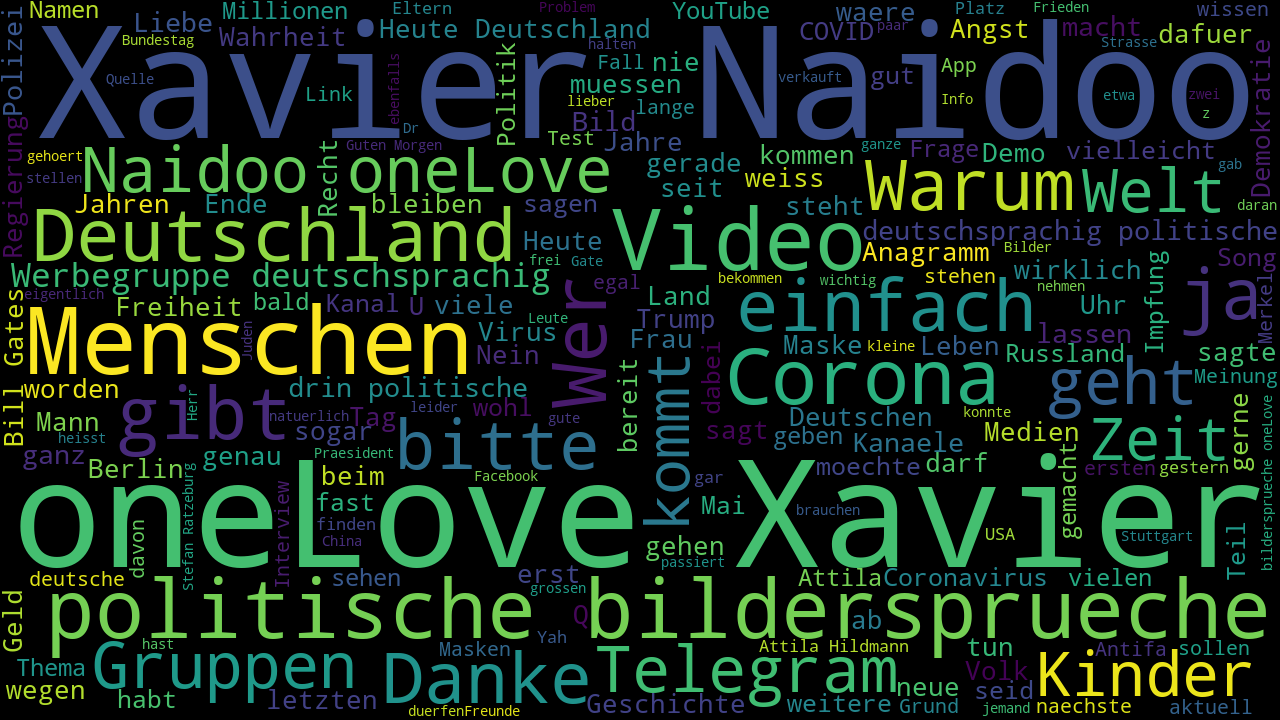 Namen Liebe Millionen Eltern Problem YouTube waere Platz Frieden wissen
Polizei Bundestag Wahrheit Heute Deutschland halten COVID paar Angst macht Strasse dafuer
Xavier Naidoo
Quelle Link ebenfalls Politik Fall nie muessen verkauft gut App Info etwa zwei z
Dr lieber Bild lange
Regierung gehoert Guten Morgen Test Jahre kommen ganze Frage Demo vielleicht gab Demokratie
stellen Naidoo oneLove Recht gerade seit weiss Warum Welt daran
Jahren Ende bleiben sagen steht
Deutschland Heute Video deutschsprachig politische
frei Gate Anagramm Bilder Song
Werbegruppe deutschsprachig egal bekommen wichtig stehen wirklich nehmen Impfung
eigentlich Freiheit bald Kanal U viele Leute Land einfach Uhr ja Merkel
Bill Gates Menschen Juden Virus Wer Trump Frau lassen
Nein dabei Maske kleine Leben Russland sagte
worden drin politische kommt Corona geht Meinung
Mann gibt Herr natuerlich Tag leider wohl gute bereit Deutschen konnte
heisst sogar bitte sagt geben Kanaele Medien Zeit gerne
ganz Berlin genau Praesident moechte darf ersten gestern
beim Facebook gar gemacht bildersprueche oneLove
oneLove Xavier
Stefan Ratzeburg Interview fast Mai brauchen
davon finden USA Stuttgart Teil
China gehen passiert
deutsche sehen erst Attila Coronavirus vielen
grossen
Geld politische bildersprueche
Q ab
hast Yah
Thema Masken Attila Hildmann tun Antifa sollen
Gruppen Danke Telegram Volk Kinder
wegen habt letzten neue seid
Geschichte weitere Grund jemand naechste aktuell
duerfenFreunde